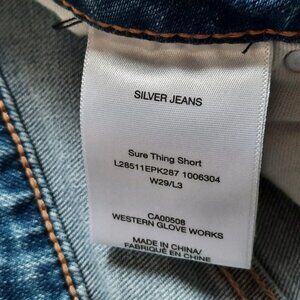 SILVER JEANS
Sure Thing Short
L28511EPK287 1006304
W29/L3
CA00508
WESTERN GLOVE WORKS
MADE IN CHINA/
FABRIQUÉ EN CHINE